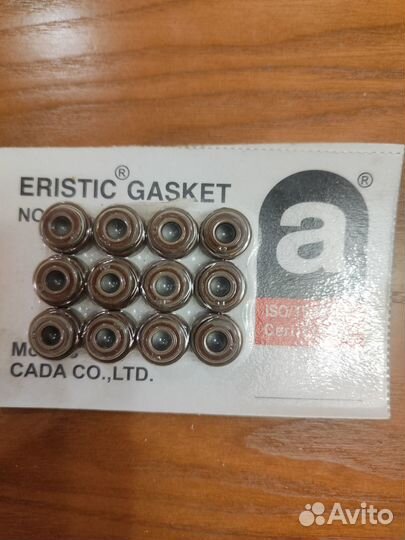 ERISTIC® GASKET
NO
a®
ISO/
CADA CO.,LTD.
Avito